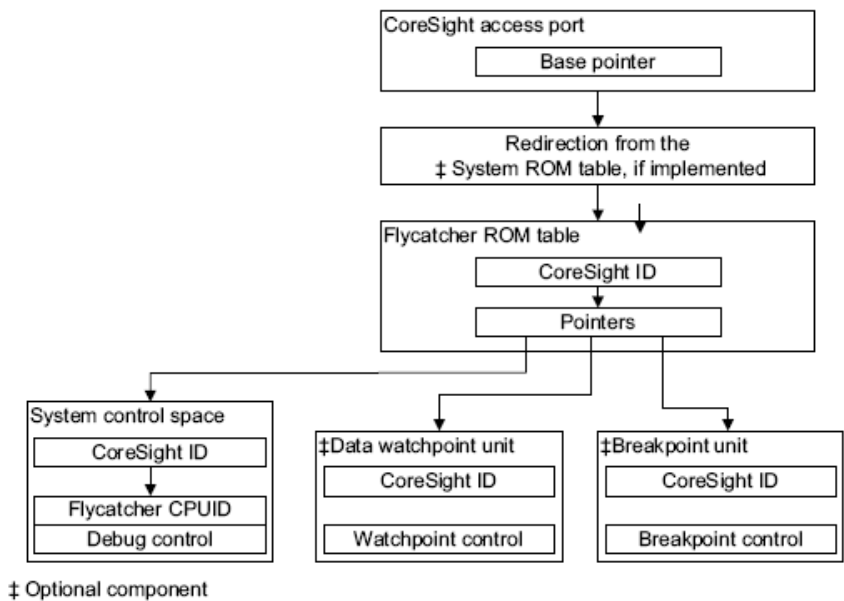 CoreSight access port
Base pointer
Redirection from the
‡ System ROM table, if implemented
Flycatcher ROM table
CoreSight ID
Pointers
System control space
CoreSight ID
Flycatcher CPUID
Debug control
‡Data watchpoint unit
CoreSight ID
Watchpoint control
‡Breakpoint unit
CoreSight ID
Breakpoint control
‡ Optional component